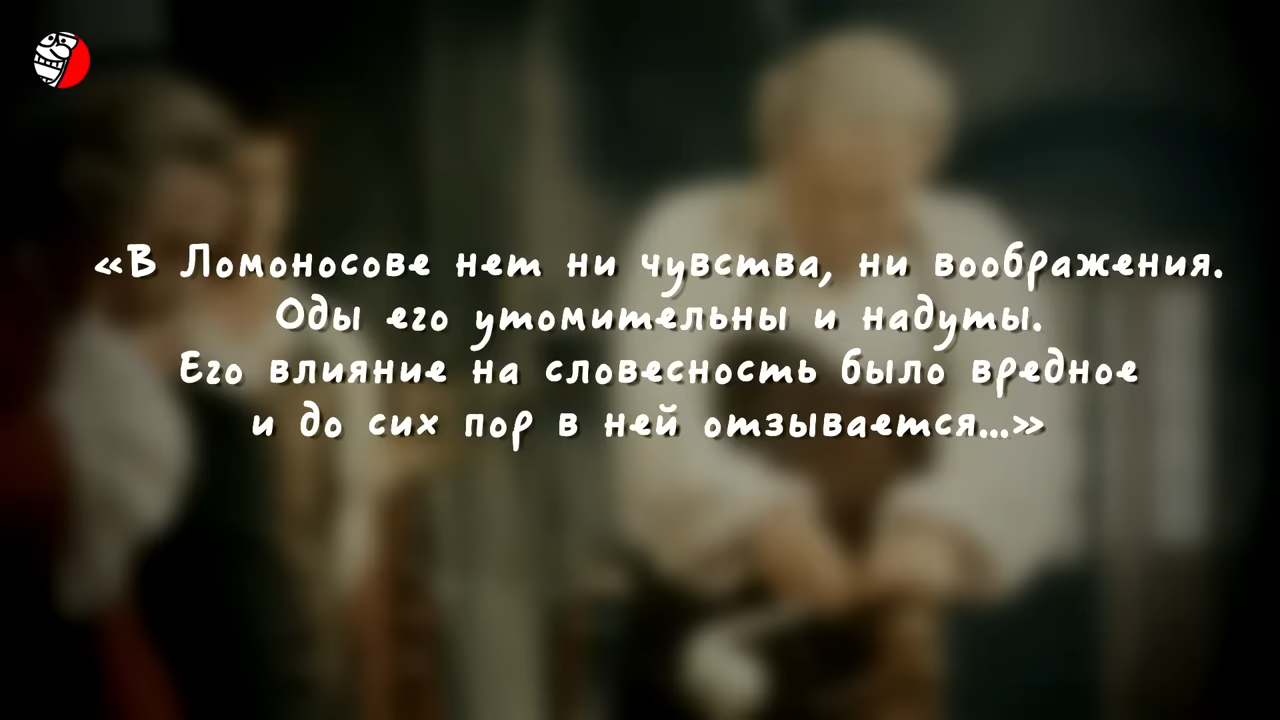 «В Ломоносове нет ни чувства, ни воображения.
Оды его утомительны и надуты.
Его влияние на словесность было вредное
и до сих пор в ней отзывается...»